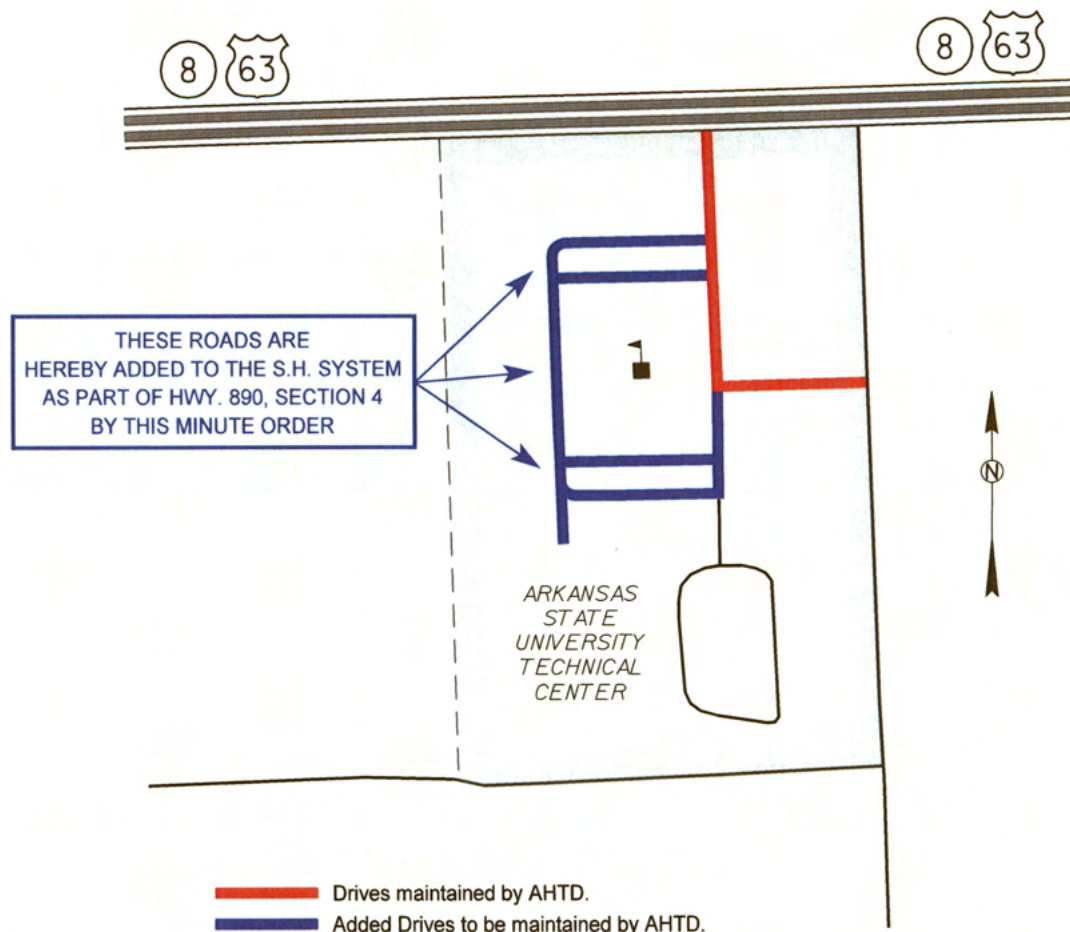 8 63
8 63
THESE ROADS ARE
HEREBY ADDED TO THE S.H. SYSTEM
AS PART OF HWY. 890, SECTION 4
BY THIS MINUTE ORDER
N
ARKANSAS
STATE
UNIVERSITY
TECHNICAL
CENTER
Drives maintained by AHTD.
Added Drives to be maintained by AHTD.